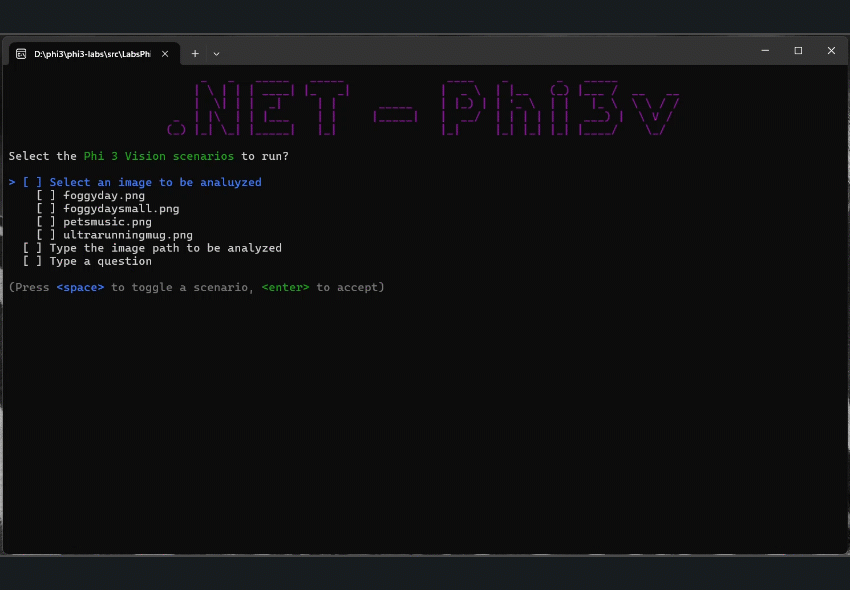 D:\phi3\phi3-labs\src\LabsPhi
.NET - Phi3v
Select the Phi 3 Vision scenarios to run?
> [ ] Select an image to be analuyzed
[ ] foggyday.png
[ ] foggydaysmall.png
[ ] petsmusic.png
[ ] ultrarunningmug.png
[ ] Type the image path to be analyzed
[ ] Type a question
(Press <space> to toggle a scenario, <enter> to accept)